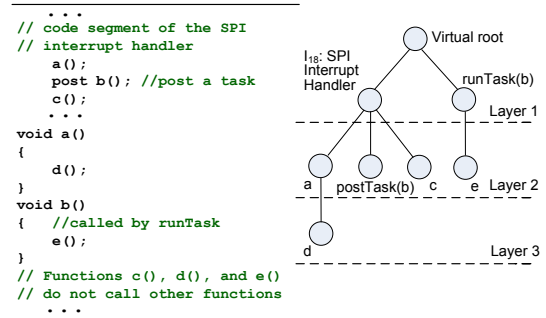 . . .
// code segment of the SPI
// interrupt handler
a();
post b(); //post a task
c();
. . .
void a()
{
d();
}
void b()
{ //called by runTask
e();
}
// Functions c(), d(), and e()
// do not call other functions
. . .
Virtual root
I18: SPI
Interrupt
Handler
runTask(b)
Layer 1
a
postTask(b)
c
e
Layer 2
d
Layer 3